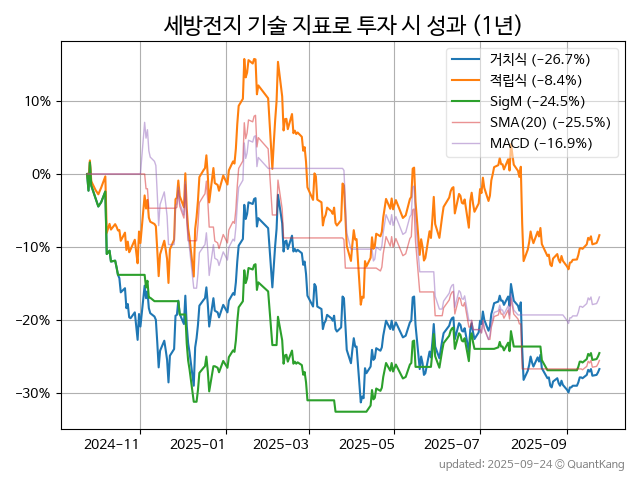 세방전지 기술 지표로 투자 시 성과 (1년)
거치식 (−26.7%)
적립식 (−8.4%)
SigM (−24.5%)
SMA(20) (−25.5%)
MACD (−16.9%)
10%
0%
−10%
−20%
−30%
2024−11 2025−01 2025−03 2025−05 2025−07 2025−09
updated: 2025−09−24 © QuantKang